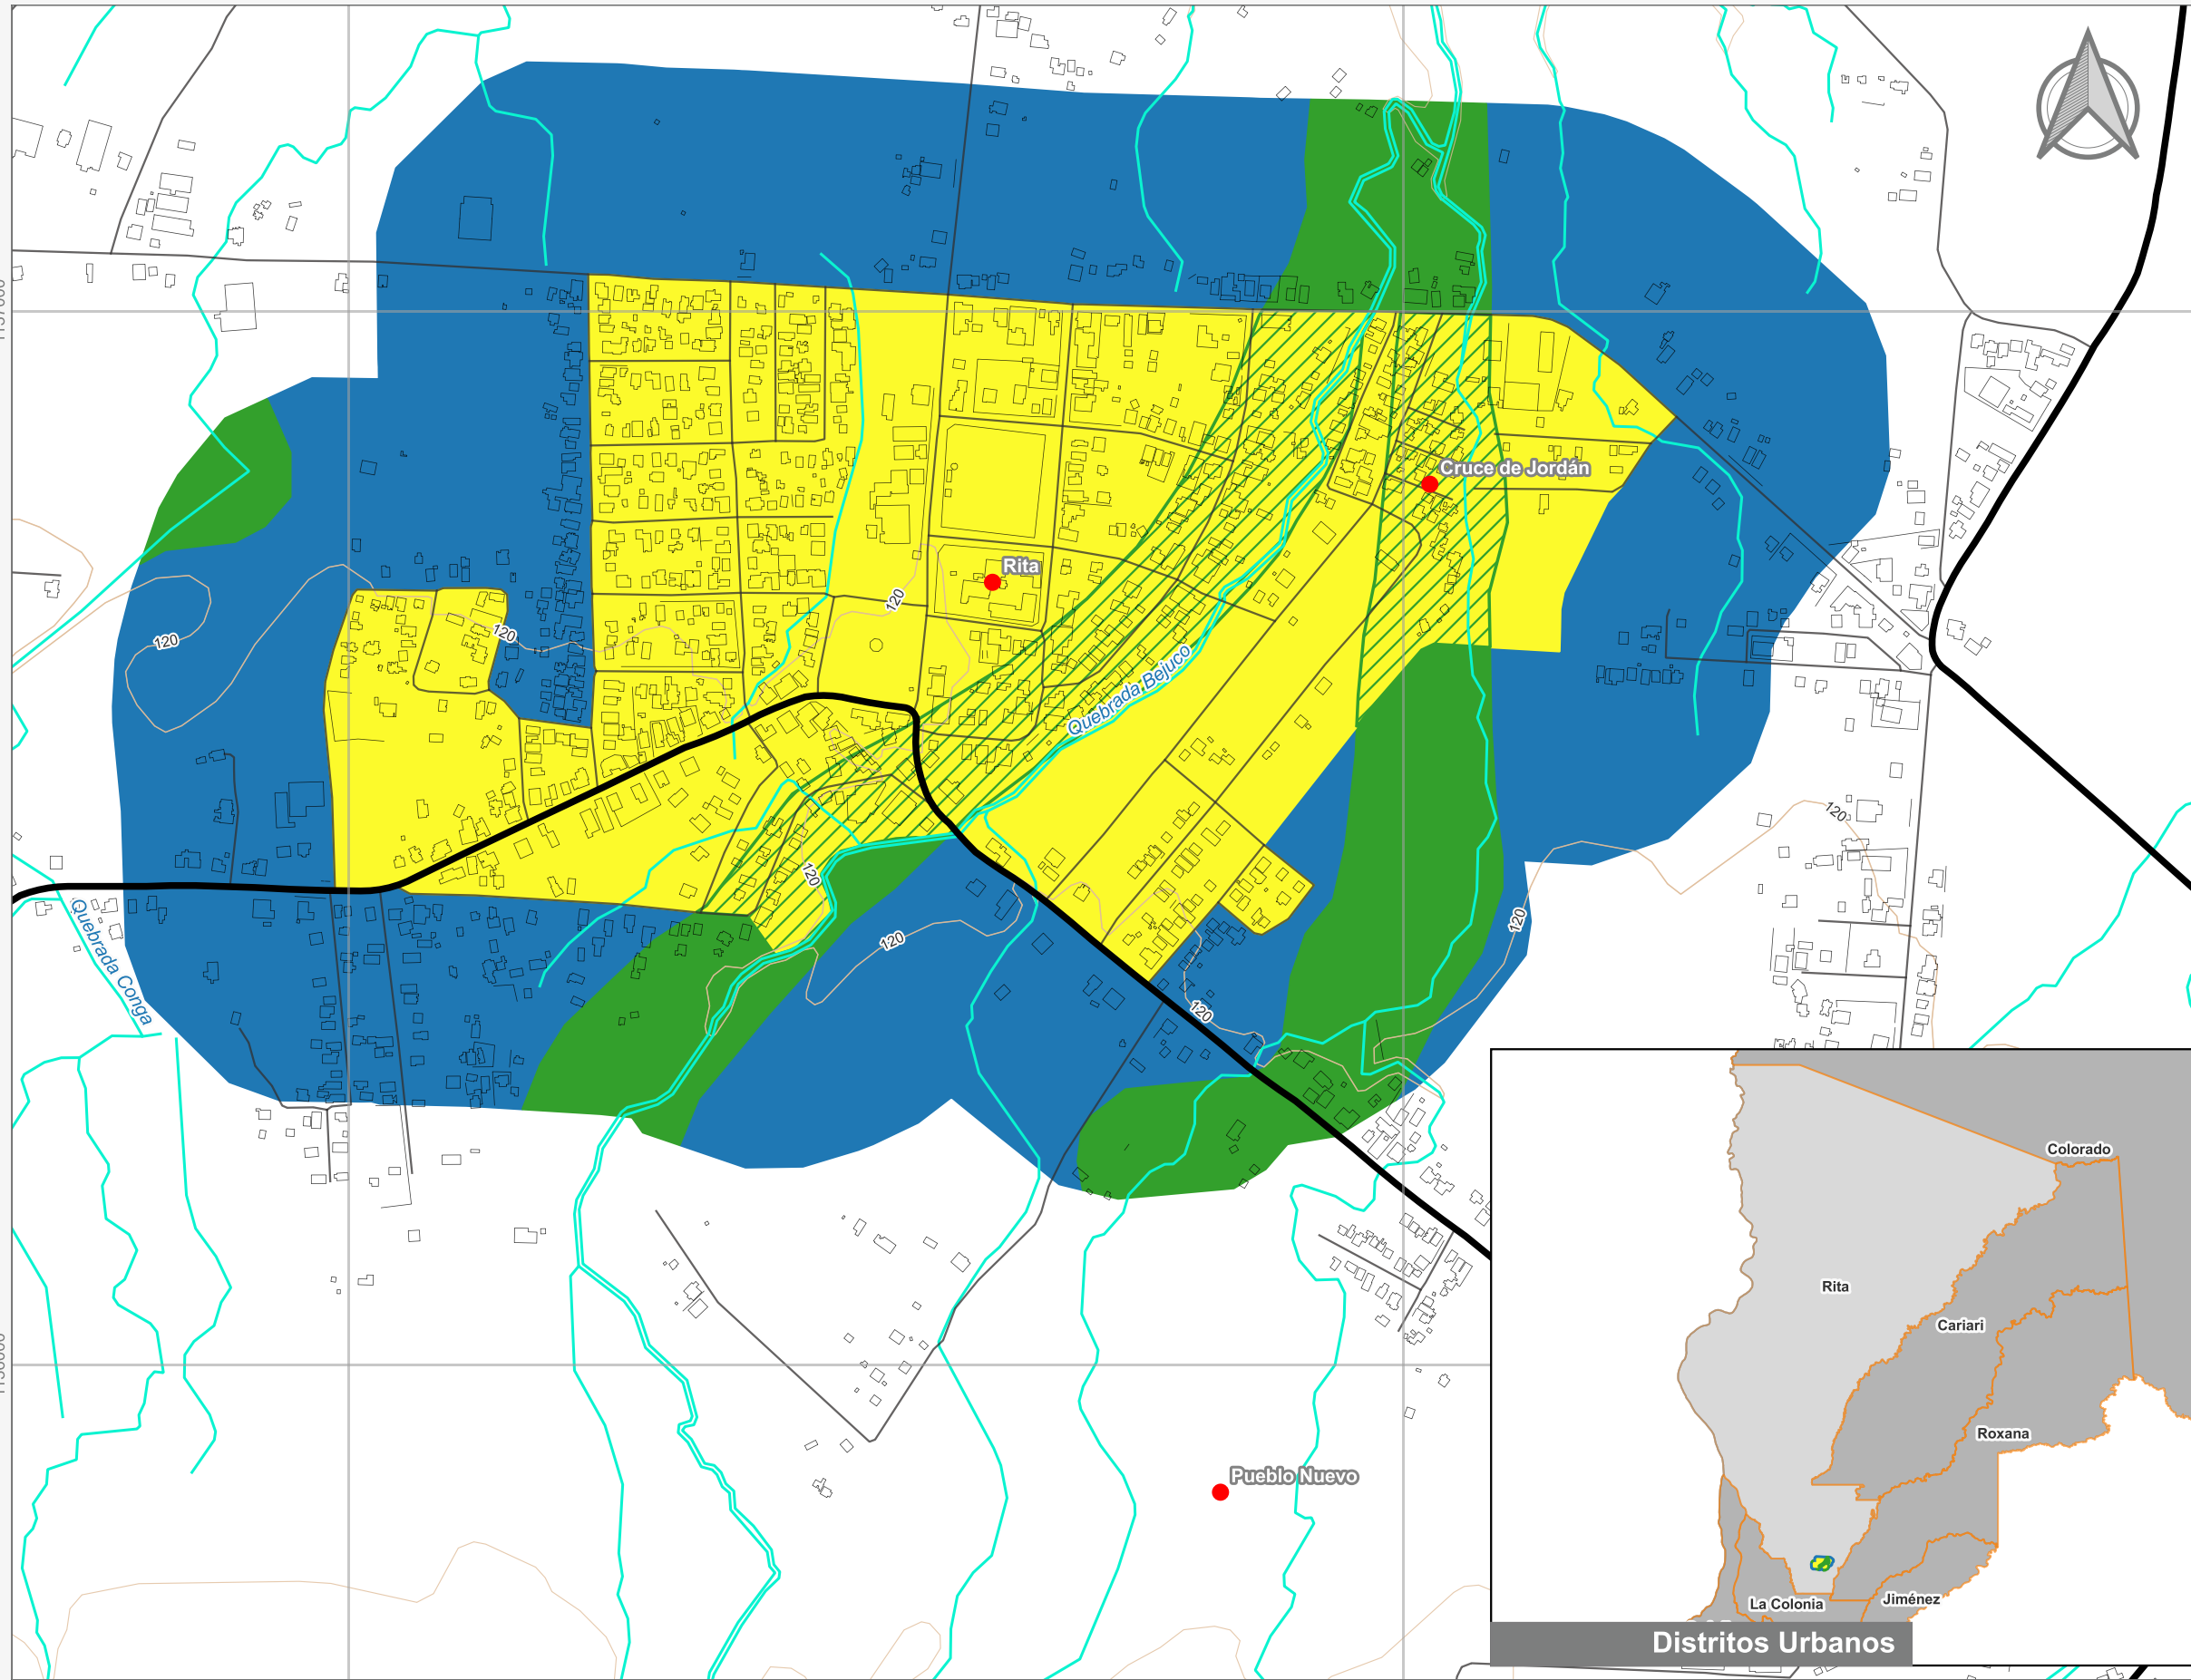 Cruce de Jordán
Rita
120
120
120
Quebrada Bejuco
120
120
120
120
120
Quebrada Conga
Pueblo Nuevo
Colorado
Rita
Cariari
Roxana
La Colonia
Jiménez
Distritos Urbanos